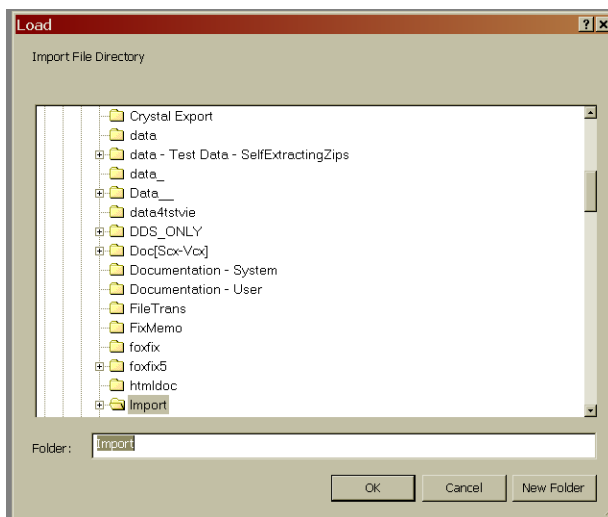 Load
Import File Directory
Crystal Export
data
data - Test Data - SelfExtractingZips
data_
Data__
data4tstvie
DDS_ONLY
Doc[Scx-Vcx]
Documentation - System
Documentation - User
FileTrans
FixMemo
foxfix
foxfix5
htmldoc
Import
Folder: Import
OK Cancel New Folder